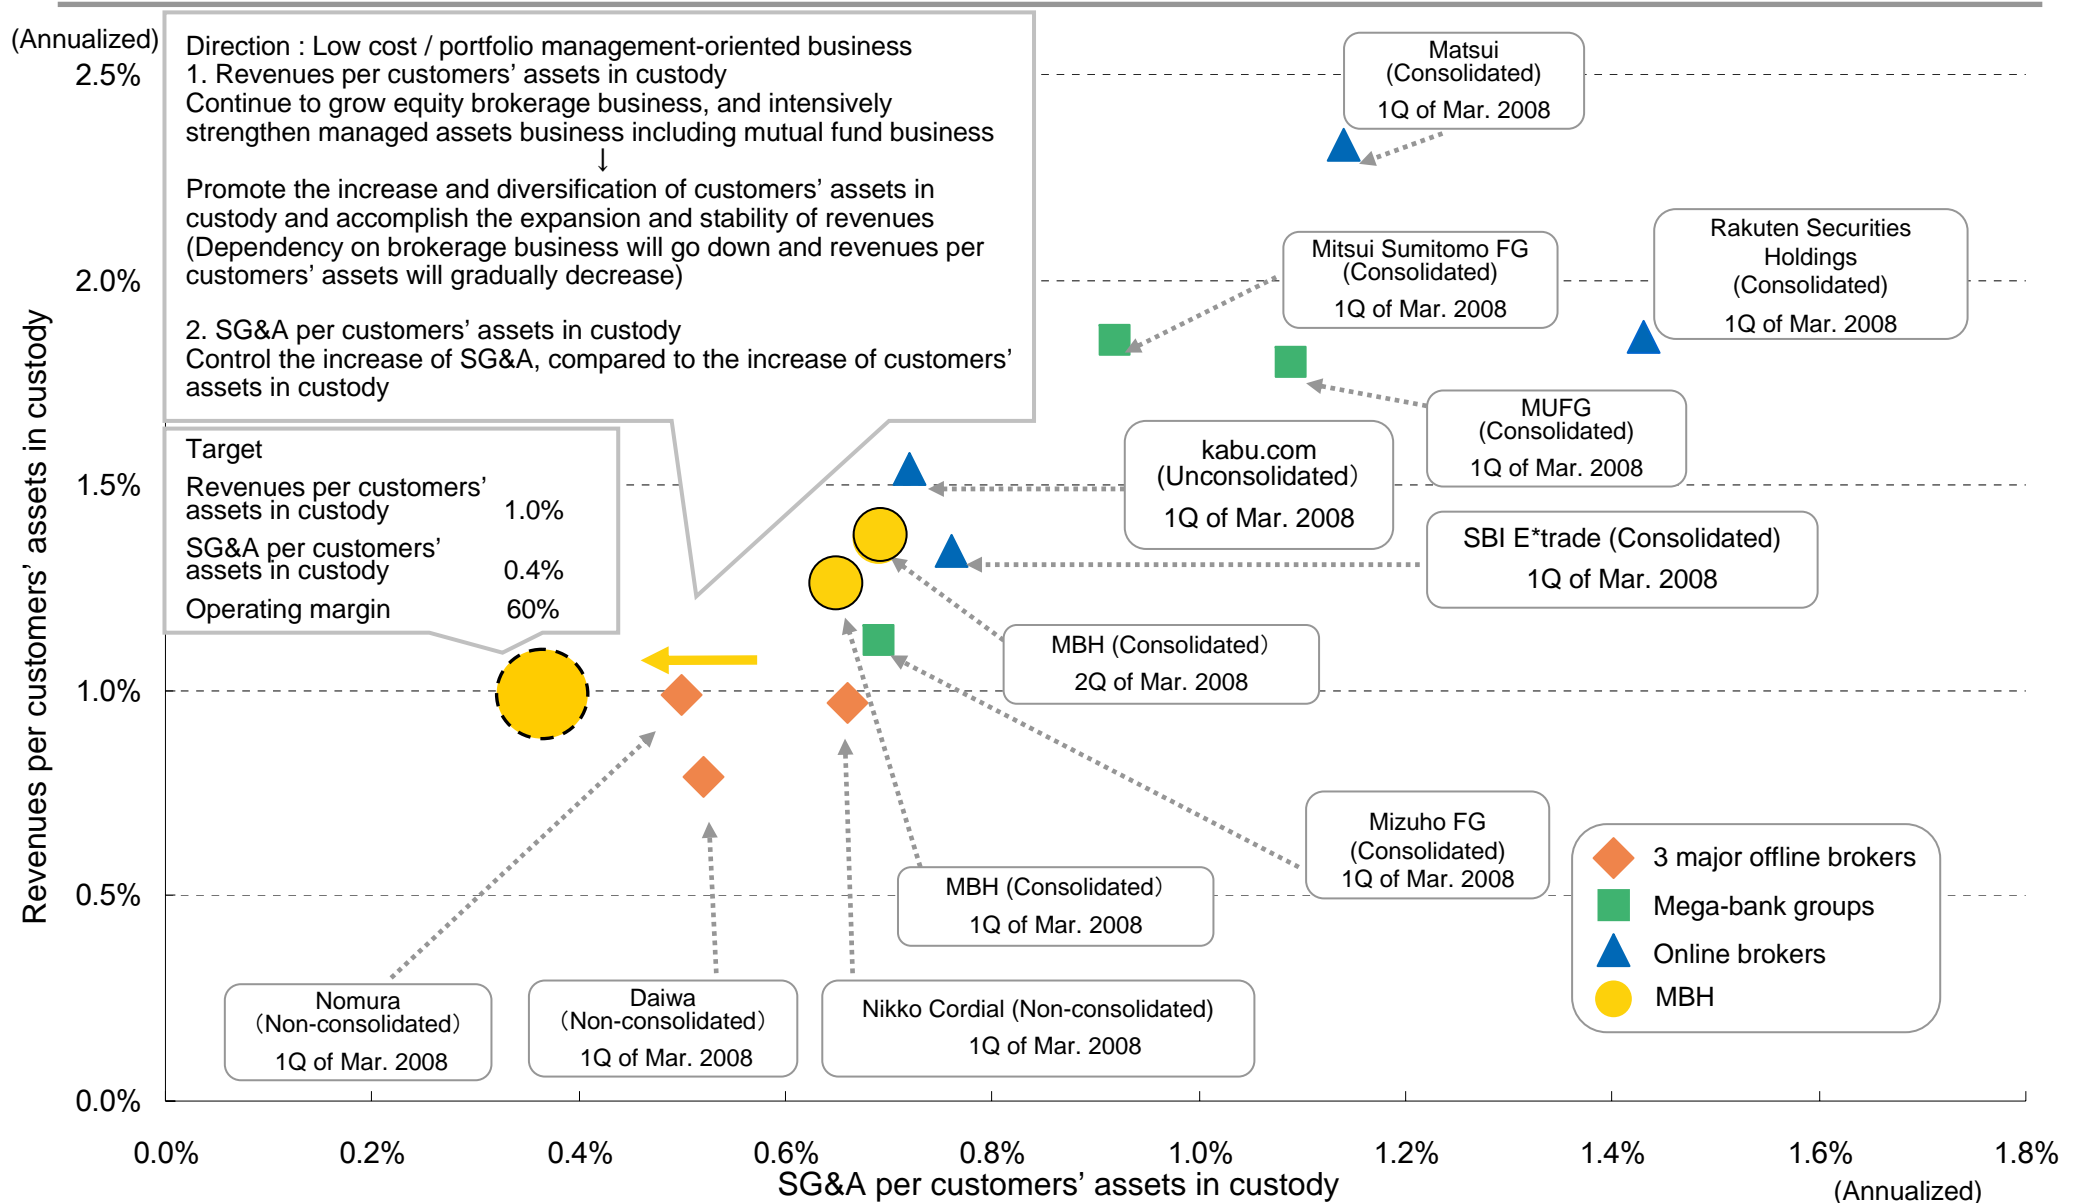 (Annualized)
2.5%
2.0%
1.5%
1.0%
0.5%
0.0%
Revenues per customers’ assets in custody
Direction : Low cost / portfolio management-oriented business
1. Revenues per customers’ assets in custody
Continue to grow equity brokerage business, and intensively
strengthen managed assets business including mutual fund business
↓
Promote the increase and diversification of customers’ assets in
custody and accomplish the expansion and stability of revenues
(Dependency on brokerage business will go down and revenues per
customers’ assets will gradually decrease)
2. SG&A per customers’ assets in custody
Control the increase of SG&A, compared to the increase of customers’
assets in custody
Target
Revenues per customers’
assets in custody 1.0%
SG&A per customers’
assets in custody 0.4%
Operating margin 60%
Matsui
(Consolidated)
1Q of Mar. 2008
Mitsui Sumitomo FG
(Consolidated)
1Q of Mar. 2008
Rakuten Securities
Holdings
(Consolidated)
1Q of Mar. 2008
MUFG
(Consolidated)
1Q of Mar. 2008
kabu.com
(Unconsolidated）
1Q of Mar. 2008
SBI E*trade (Consolidated)
1Q of Mar. 2008
MBH (Consolidated）
2Q of Mar. 2008
Mizuho FG
(Consolidated)
1Q of Mar. 2008
MBH (Consolidated）
1Q of Mar. 2008
Nomura
（Non-consolidated）
1Q of Mar. 2008
Daiwa
（Non-consolidated）
1Q of Mar. 2008
Nikko Cordial (Non-consolidated)
1Q of Mar. 2008
3 major offline brokers
Mega-bank groups
Online brokers
MBH
0.0% 0.2% 0.4% 0.6% 0.8% 1.0% 1.2% 1.4% 1.6% 1.8%
SG&A per customers’ assets in custody
(Annualized)